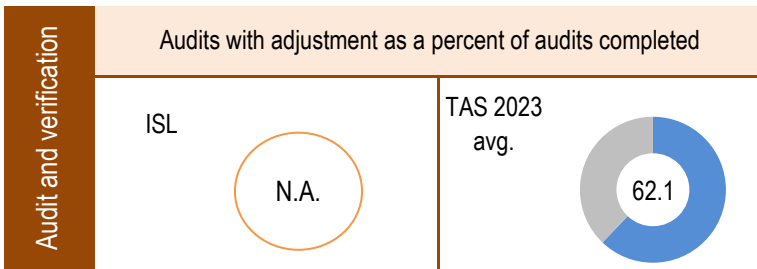 Audit and verification
Audits with adjustment as a percent of audits completed
ISL
N.A.
TAS 2023
avg.
62.1